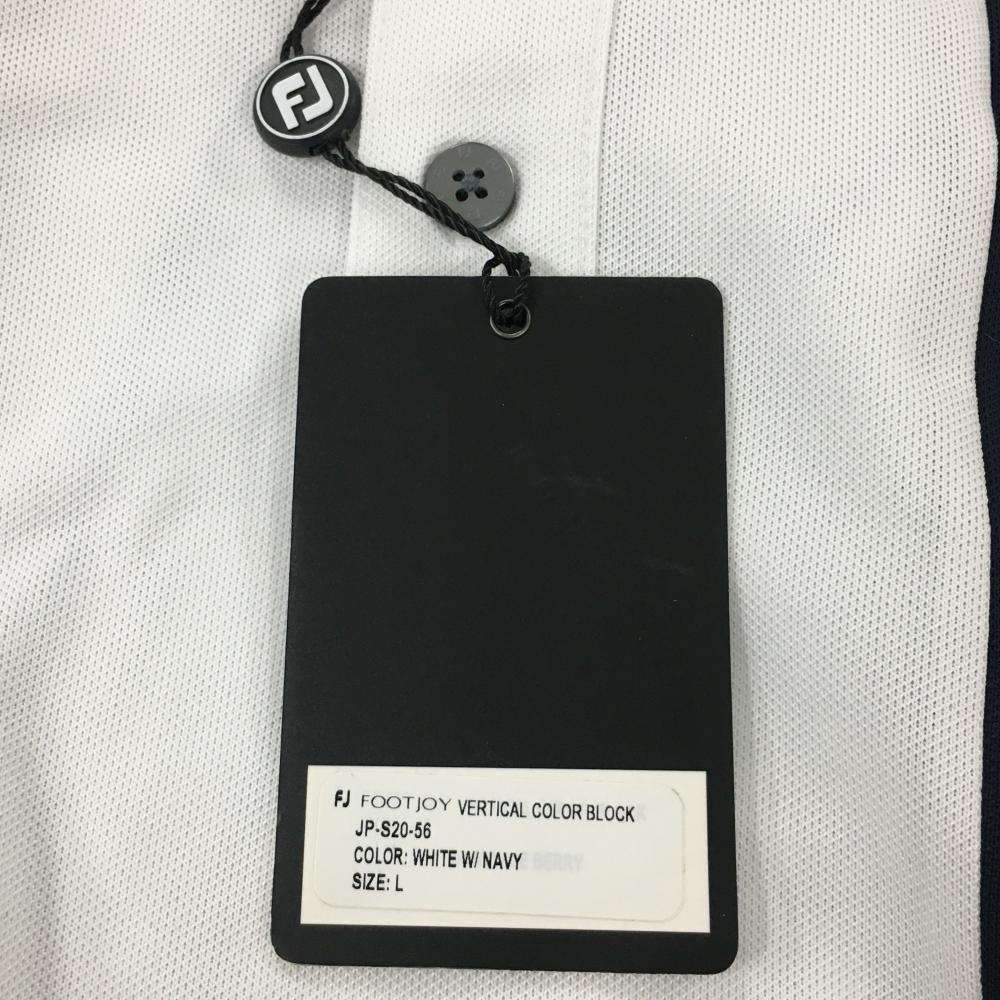 FJ
FJ FOOTJOY VERTICAL COLOR BLOCK
JP-S20-56
COLOR: WHITE W/ NAVY
SIZE: L